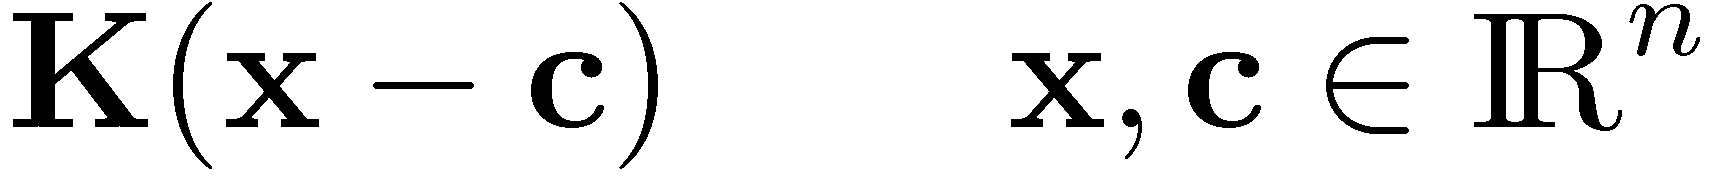 K(x − c) x, c ∈ ℝⁿ